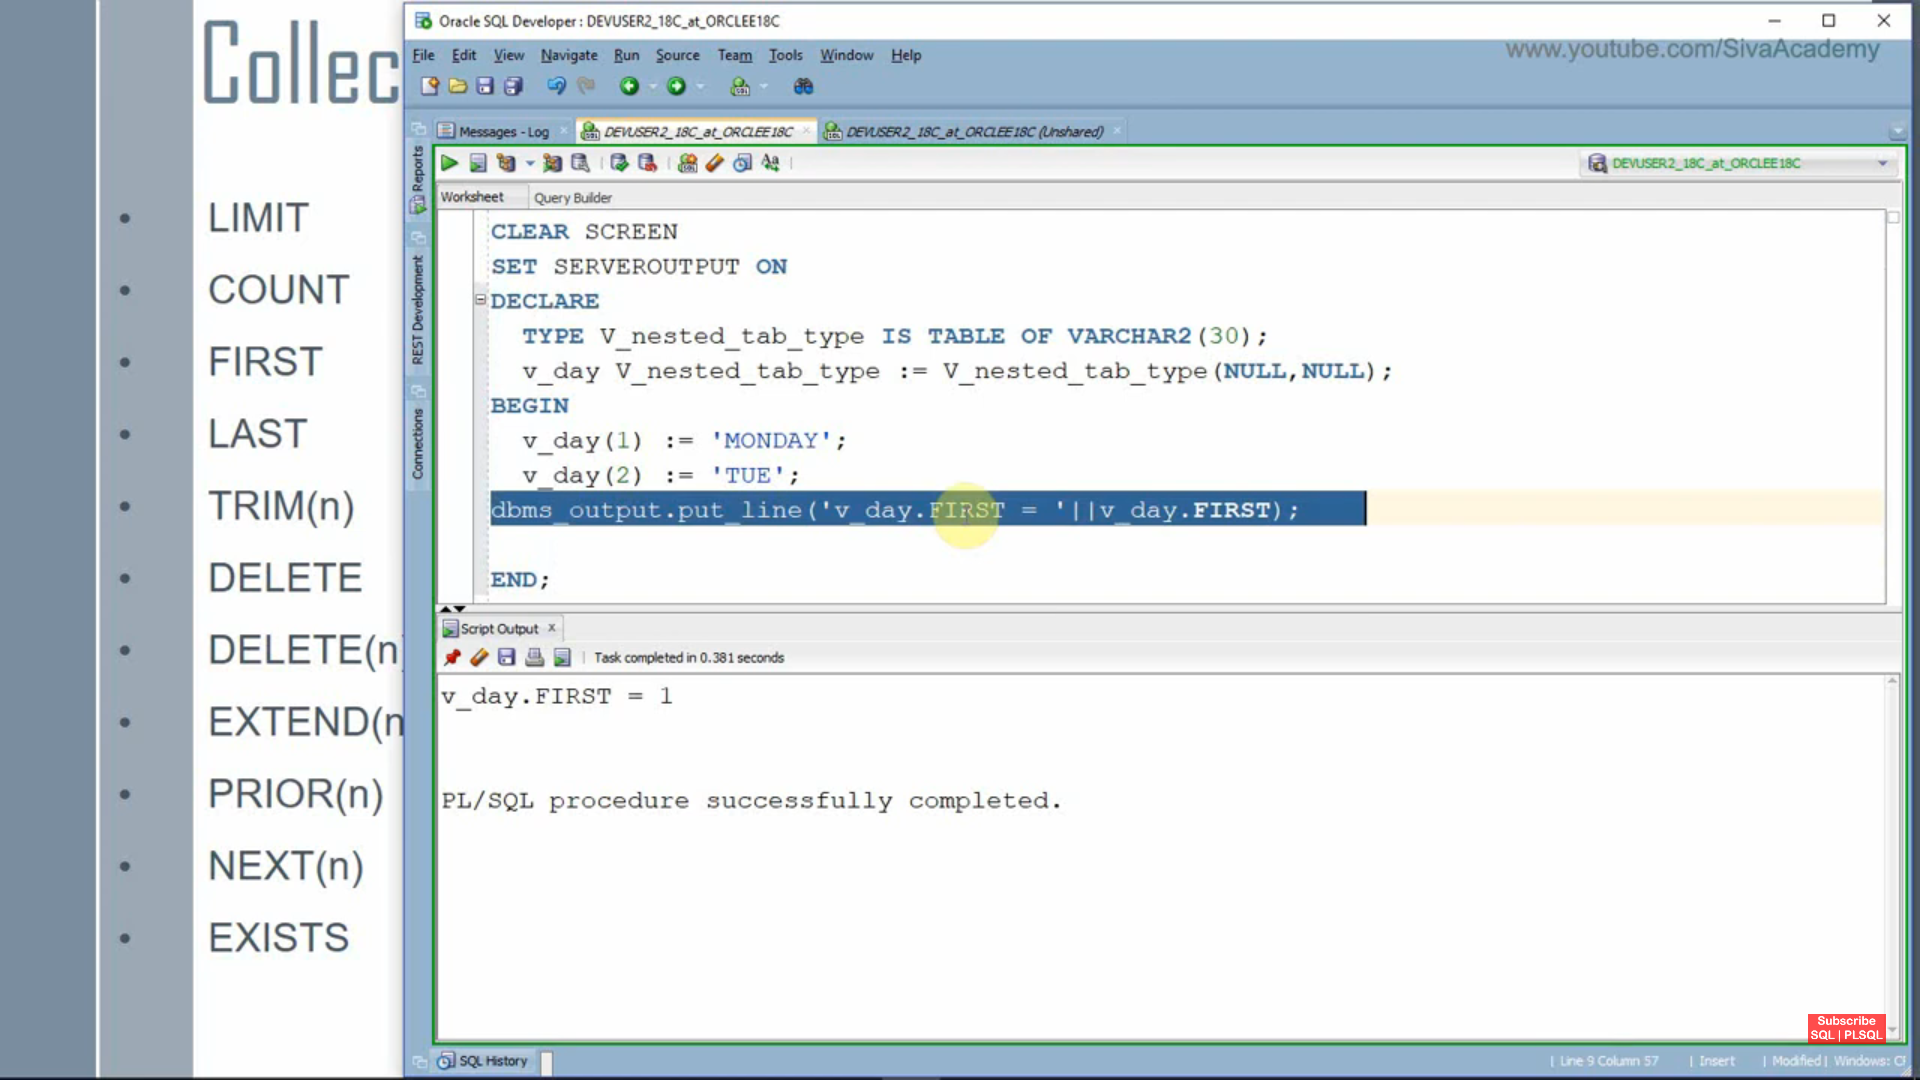 Collec
LIMIT
COUNT
FIRST
LAST
TRIM(n)
DELETE
DELETE(n)
EXTEND(n
PRIOR(n)
NEXT(n)
EXISTS
Oracle SQL Developer : DEVUSER2_18C_at_ORCLEE18C
www.youtube.com/SivaAcademy
File Edit View Navigate Run Source Team Tools Window Help
Messages - Log DEVUSER2_18C_at_ORCLEE18C DEVUSER2_18C_at_ORCLEE18C (Unshared)
DEVUSER2_18C_at_ORCLEE18C
Reports
REST Development
Connections
Worksheet Query Builder
CLEAR SCREEN
SET SERVEROUTPUT ON
DECLARE
TYPE V_nested_tab_type IS TABLE OF VARCHAR2(30);
v_day V_nested_tab_type := V_nested_tab_type(NULL,NULL);
BEGIN
v_day(1) := 'MONDAY';
v_day(2) := 'TUE';
dbms_output.put_line('v_day.FIRST = '||v_day.FIRST);
END;
Script Output
Task completed in 0.381 seconds
v_day.FIRST = 1
PL/SQL procedure successfully completed.
Subscribe
SQL | PLSQL
SQL History
Line 9 Column 57 | Insert | Modified | Windows: